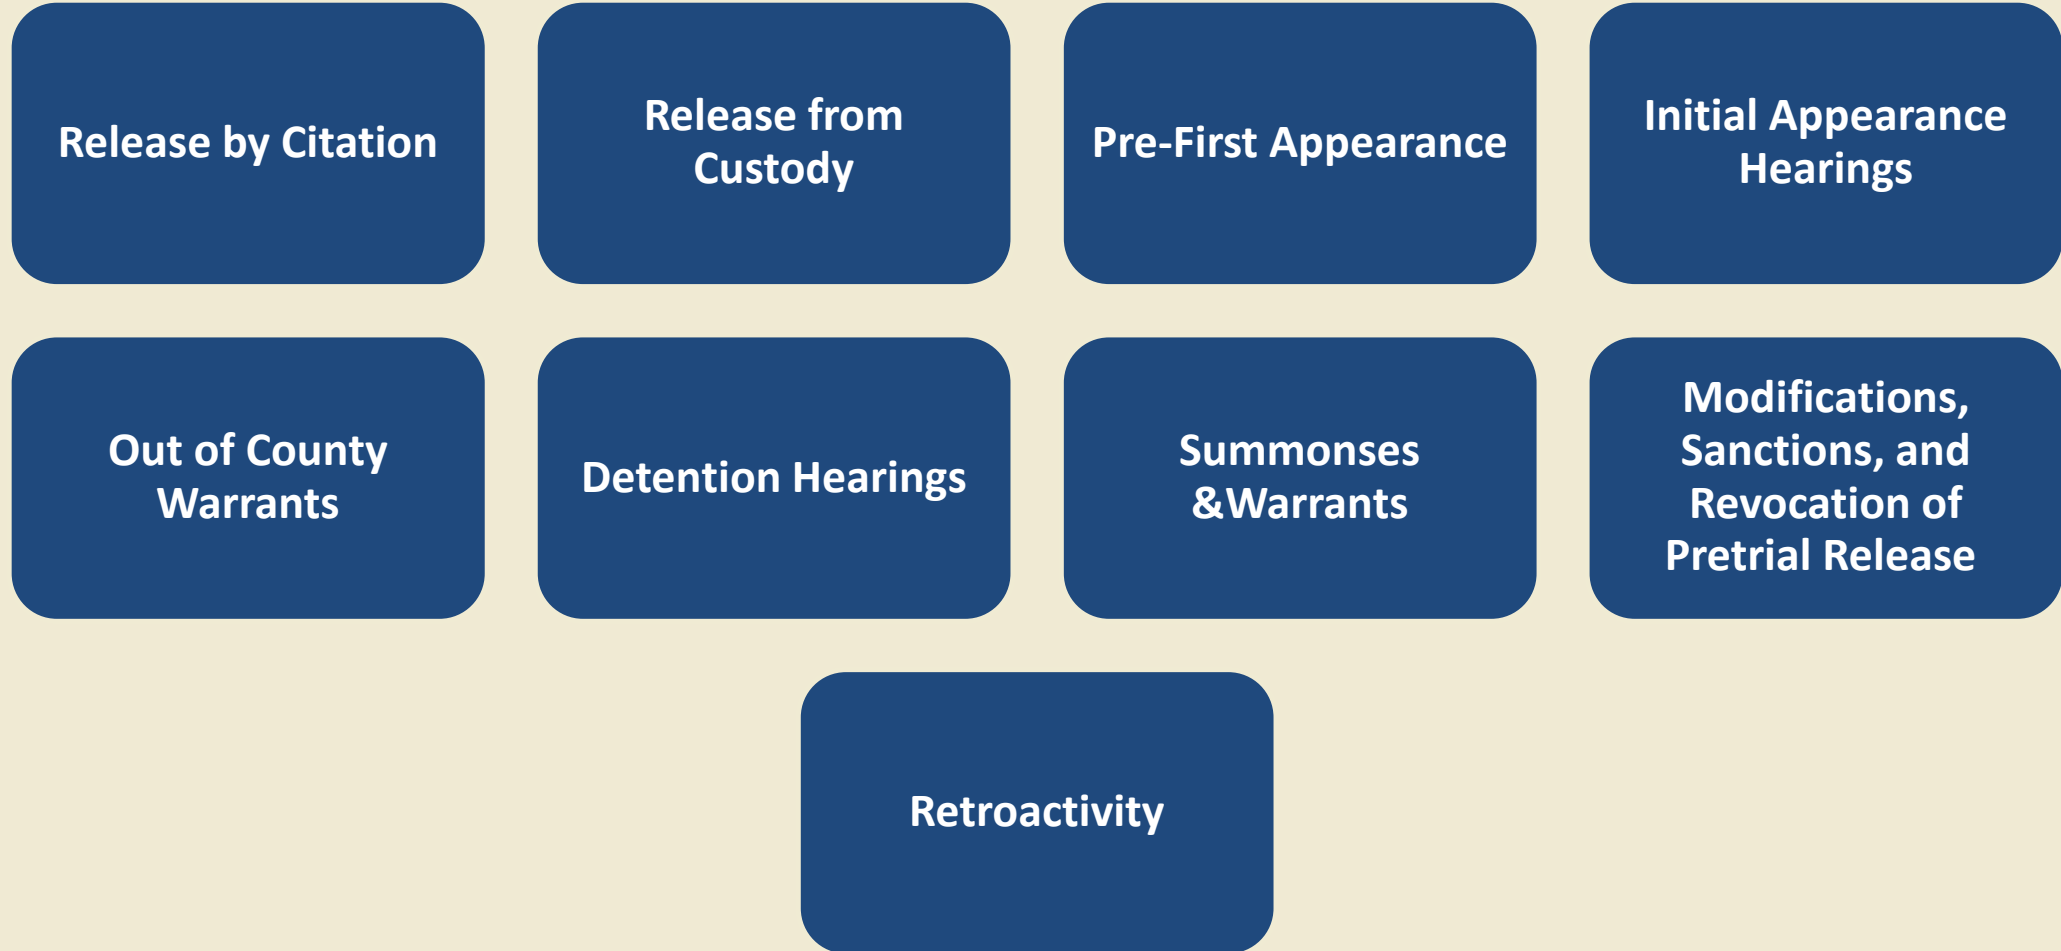 Release by Citation
Release from
Custody
Pre-First Appearance
Initial Appearance
Hearings
Out of County
Warrants
Detention Hearings
Summonses
&Warrants
Modifications,
Sanctions, and
Revocation of
Pretrial Release
Retroactivity